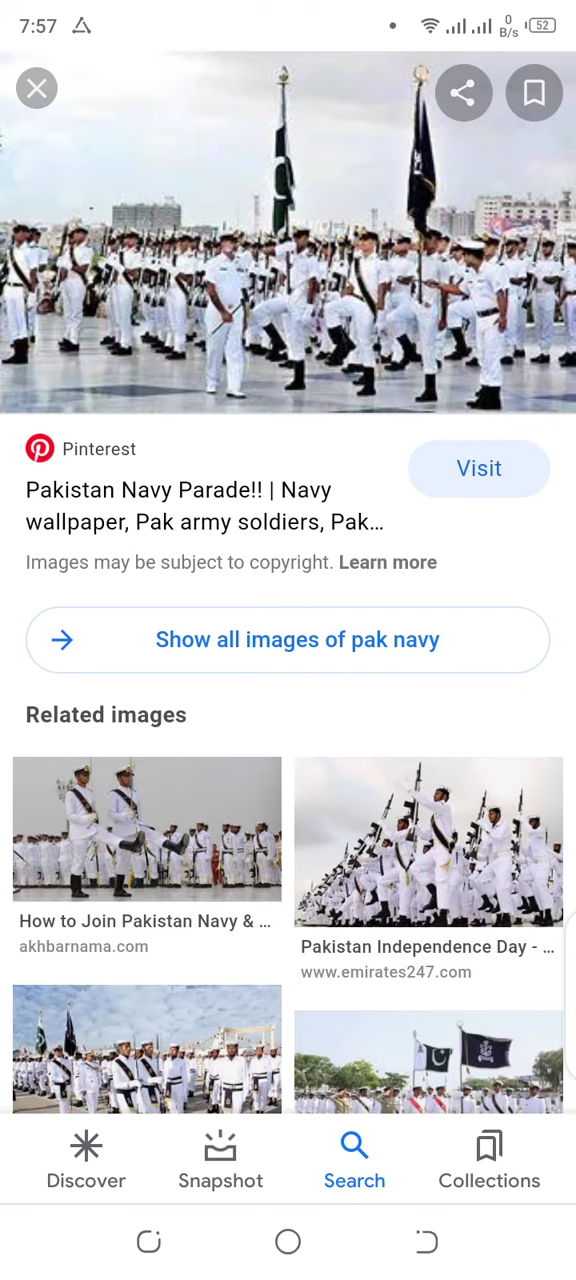 7:57
0
B/s
52
Pinterest
Visit
Pakistan Navy Parade!! | Navy
wallpaper, Pak army soldiers, Pak...
Images may be subject to copyright. Learn more
Show all images of pak navy
Related images
How to Join Pakistan Navy & ...
akhbarnama.com
Pakistan Independence Day - ...
www.emirates247.com
Discover
Snapshot
Search
Collections